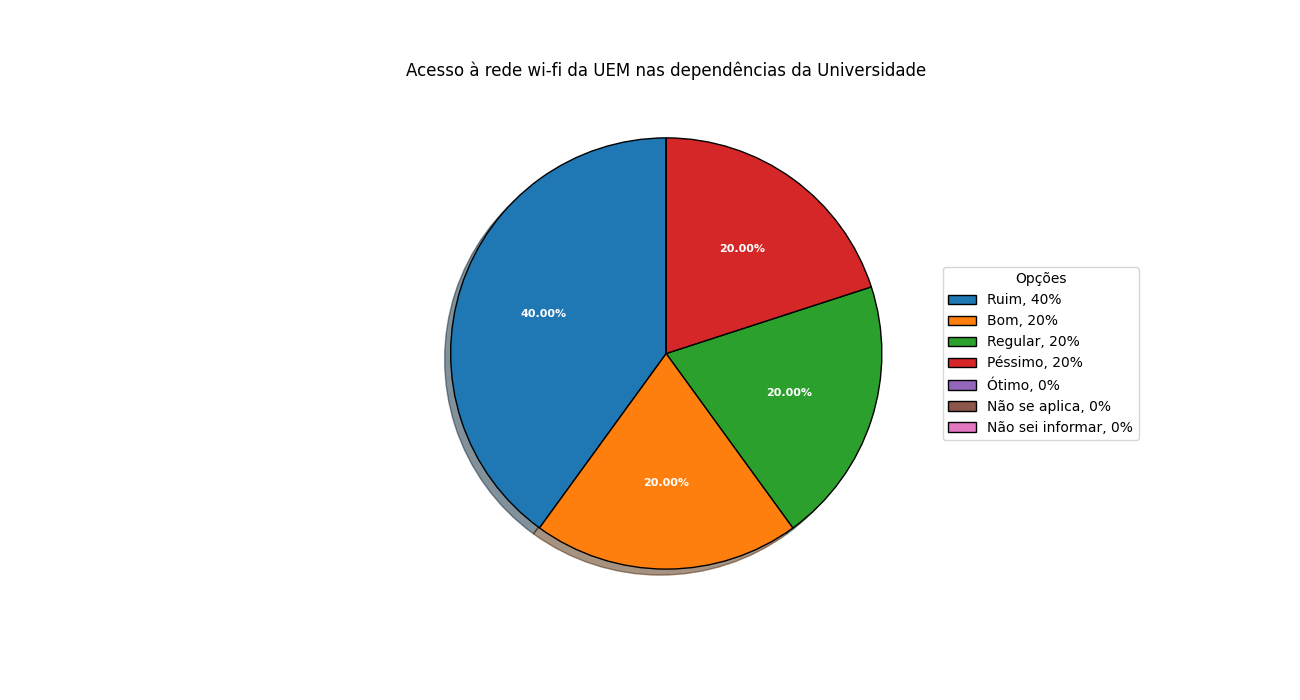 Acesso à rede wi-fi da UEM nas dependências da Universidade
20.00%
40.00%
20.00%
20.00%
Opções
Ruim, 40%
Bom, 20%
Regular, 20%
Péssimo, 20%
Ótimo, 0%
Não se aplica, 0%
Não sei informar, 0%